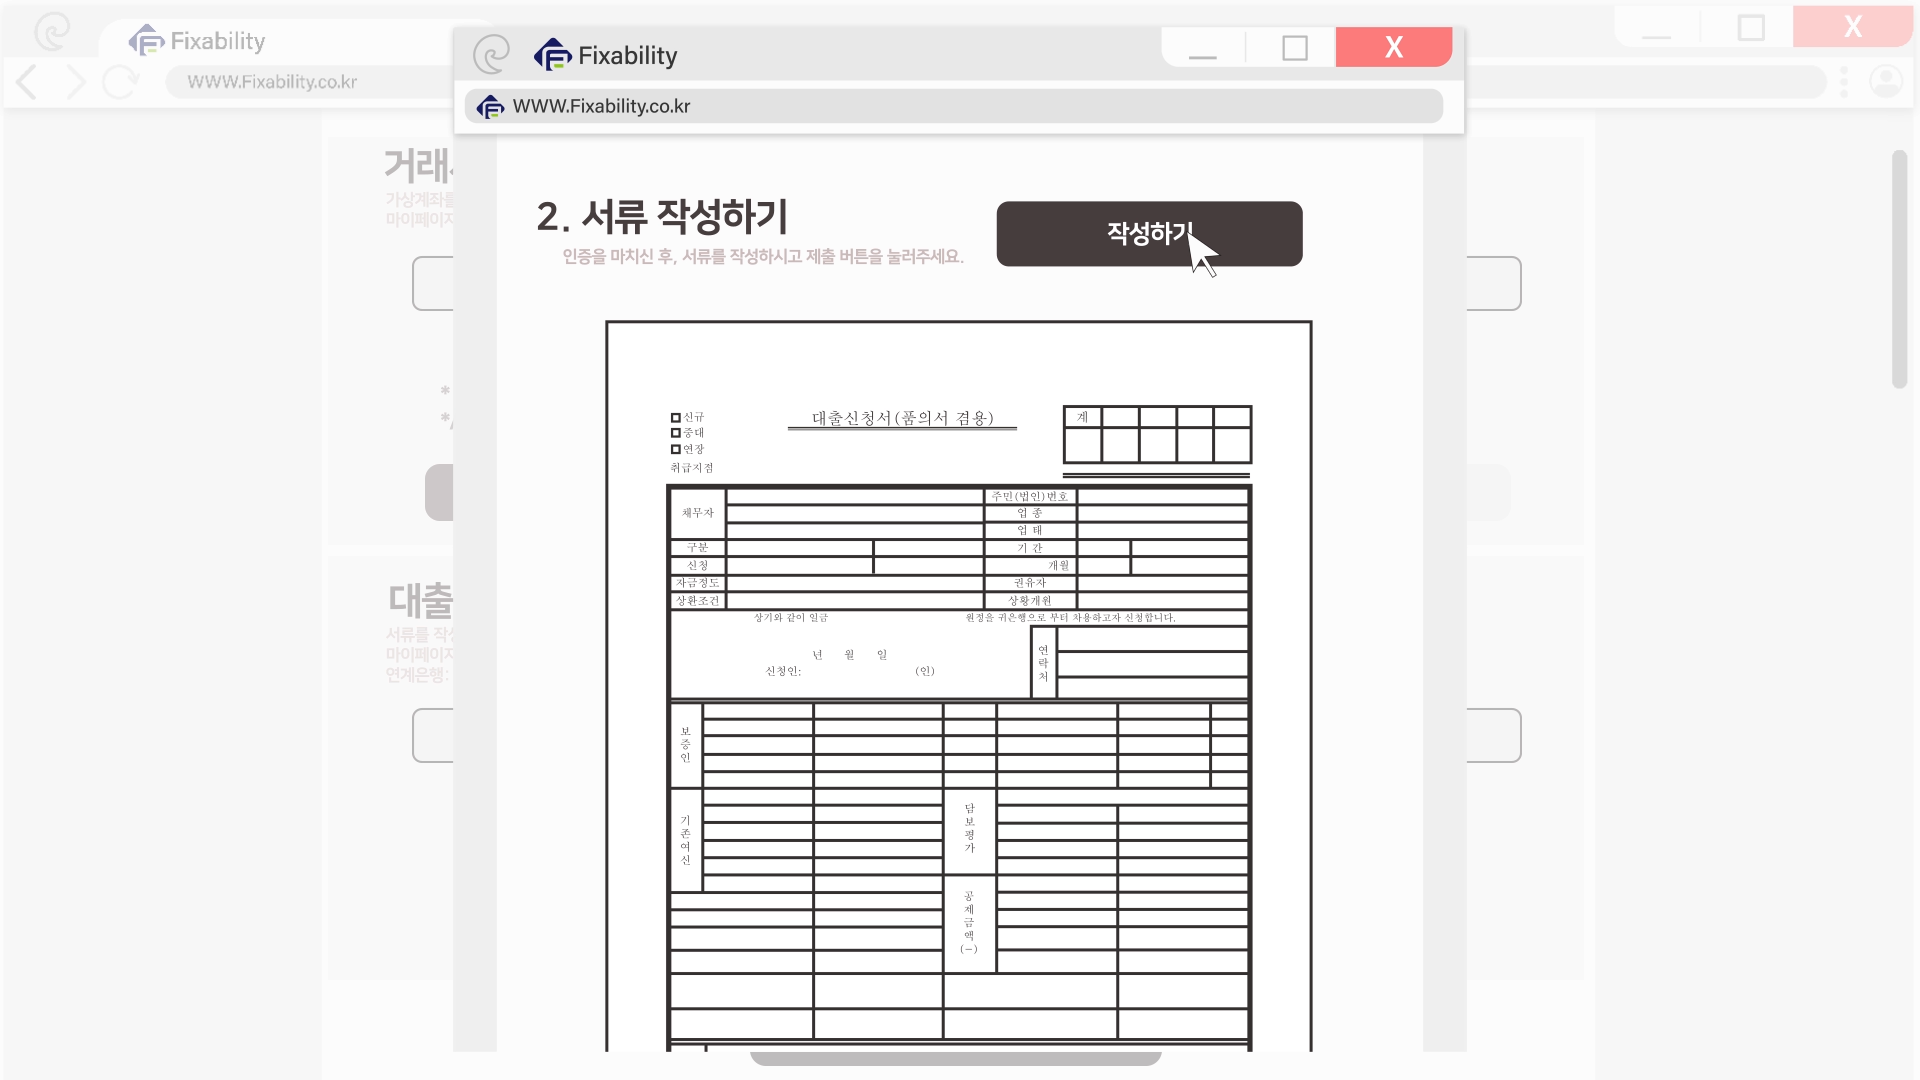 Fixability
X
WWW.Fixability.co.kr
Fixability
X
WWW.Fixability.co.kr
거래
가상계좌를
마이페이지
*
*
대출
서류를 작성
마이페이지
연계은행:
2. 서류 작성하기
인증을 마치신 후, 서류를 작성하시고 제출 버튼을 눌러주세요.
작성하기
신규
중대
연장
취급지점
대출신청서(품의서 겸용)
계
채무자
주민(법인)번호
업 종
업 태
구분
기 간
신청
개월
자금정도
권유자
상환조건
상황개원
상기와 같이 일금
원정을 귀은행으로 부터 차용하고자 신청합니다.
년 월 일
신청인: (인)
연락처
보증인
기존여신
담보평가
공제금액(-)